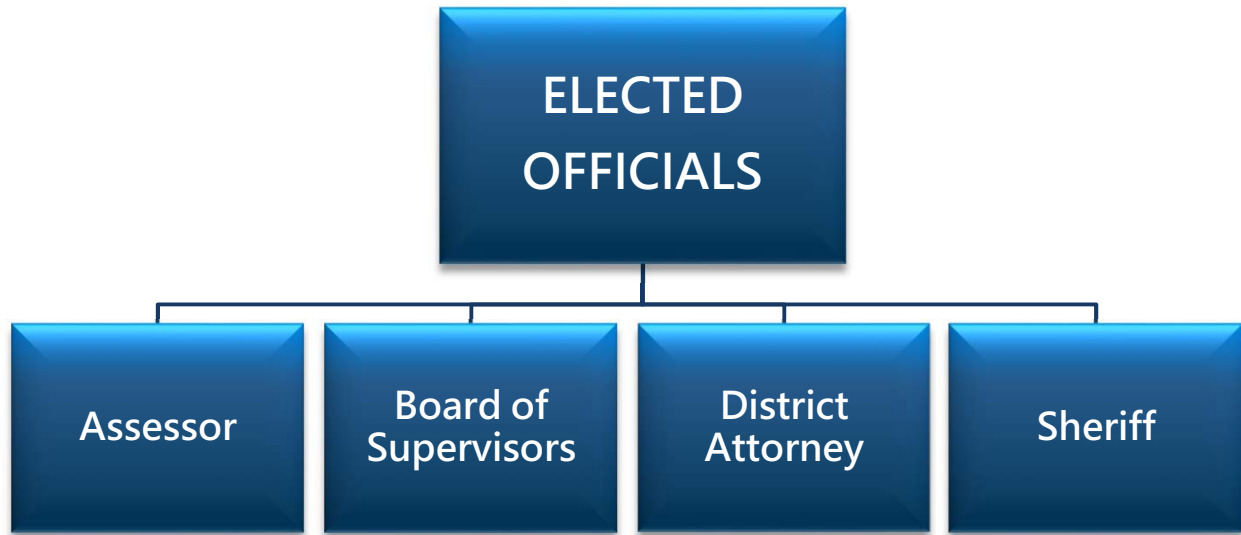 ELECTED
OFFICIALS
Assessor
Board of
Supervisors
District
Attorney
Sheriff